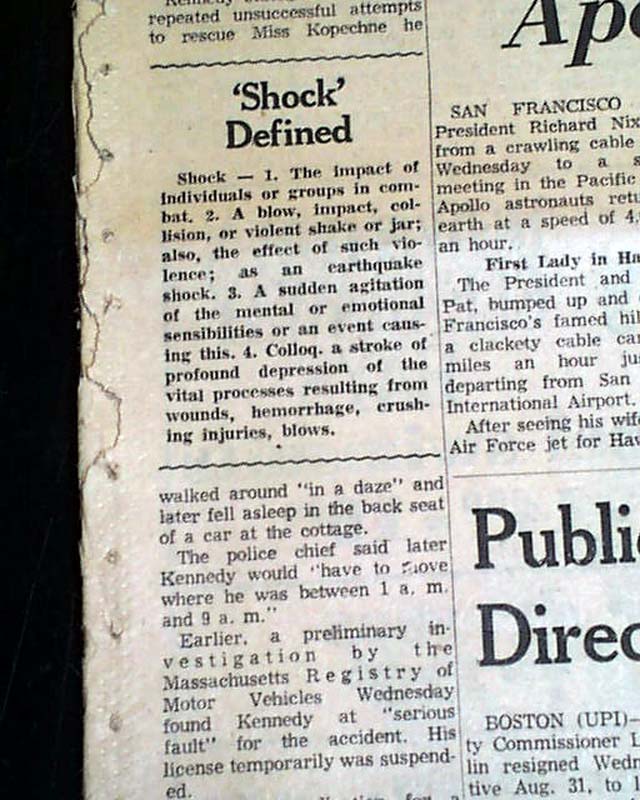 repeated unsuccessful attempts
to rescue Miss Kopechne he
'Shock'
Defined
Shock — 1. The impact of
individuals or groups in com-
bat. 2. A blow, impact, col-
lision, or violent shake or jar;
also, the effect of such vio-
lence; as an earthquake
shock. 3. A sudden agitation
of the mental or emotional
sensibilities or an event caus-
ing this. 4. Colloq. a stroke of
profound depression of the
vital processes resulting from
wounds, hemorrhage, crush-
ing injuries, blows.
walked around "in a daze" and
later fell asleep in the back seat
of a car at the cottage.
The police chief said later
Kennedy would "have to move
where he was between 1 a. m.
and 9 a. m."
Earlier, a preliminary in-
vestigation by the
Massachusetts Registry of
Motor Vehicles Wednesday
found Kennedy at "serious
fault" for the accident. His
license temporarily was suspend-
ed.
Apo
SAN FRANCISCO
President Richard Nix
from a crawling cable
Wednesday to a s
meeting in the Pacific
Apollo astronauts retu
earth at a speed of 4,
an hour.
First Lady in Ha
The President and
Pat, bumped up and
Francisco's famed hil
a clackety cable car
miles an hour jus
departing from San
International Airport.
After seeing his wife
Air Force jet for Haw
Public
Direc
BOSTON (UPI)—
ty Commissioner L
lin resigned Wedn
tive Aug. 31, to